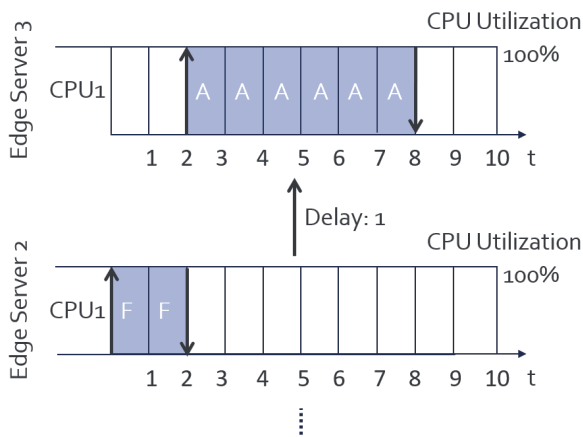 CPU Utilization
100%
Edge Server 3
CPU1
A A A A A A
1 2 3 4 5 6 7 8 9 10 t
Delay: 1
CPU Utilization
100%
Edge Server 2
CPU1
F F
1 2 3 4 5 6 7 8 9 10 t